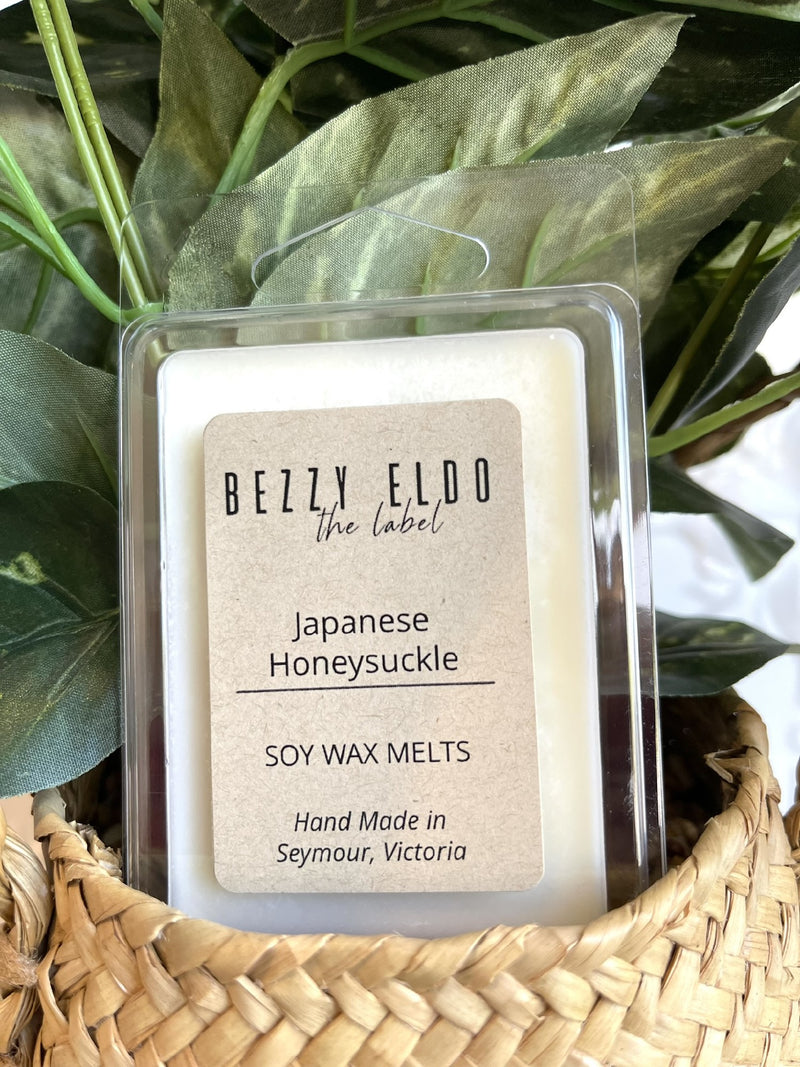 BEZZY ELDO
the label
Japanese
Honeysuckle
SOY WAX MELTS
Hand Made in
Seymour, Victoria